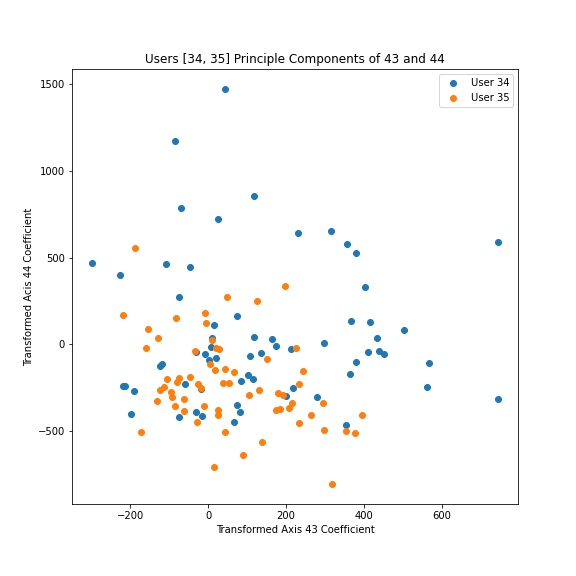 Users [34, 35] Principle Components of 43 and 44
User 34
User 35
1500
1000
500
0
−500
Transformed Acis 44 Coefficient
−200
0
200
400
600
Transformed Axis 43 Coefficient